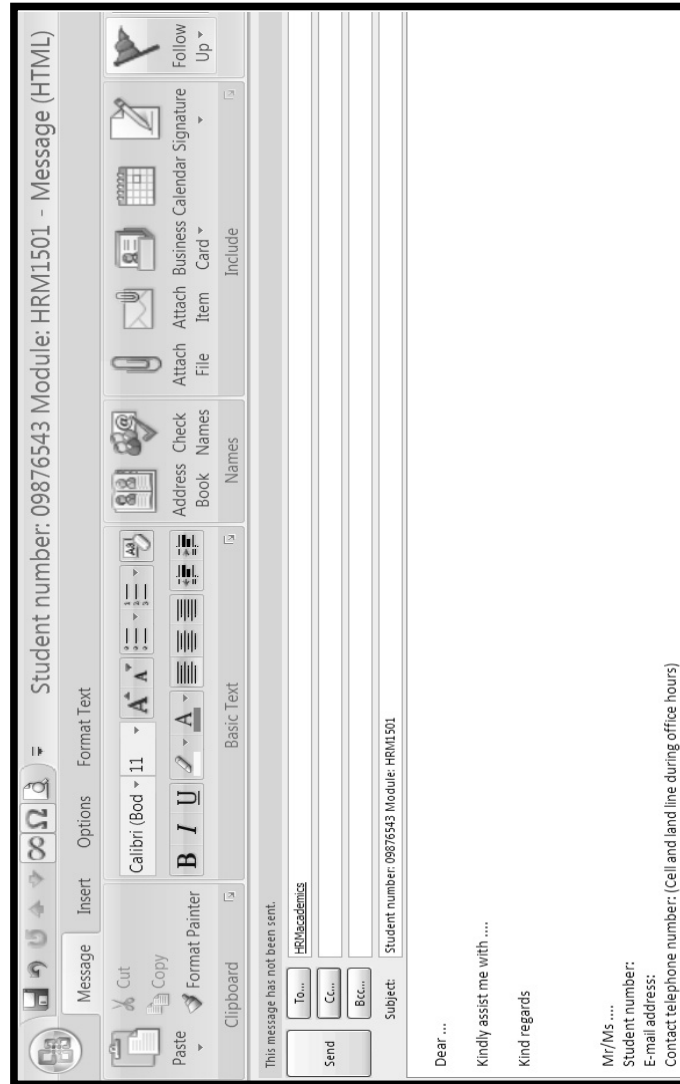 Student number: 09876543 Module: HRM1501 - Message (HTML)
Message Insert Options Format Text
Paste
Cut
Copy
Format Painter
Clipboard
Calibri (Bod 11
B I U
Basic Text
Address Book
Check Names
Names
Attach File
Attach Item
Business Card
Calendar
Signature
Include
Follow Up
This message has not been sent.
Send
To... HRMacademics
Cc...
Bcc...
Subject: Student number: 09876543 Module: HRM1501
Dear ...
Kindly assist me with ....
Kind regards
Mr/Ms ....
Student number:
E-mail address:
Contact telephone number: (Cell and land line during office hours)